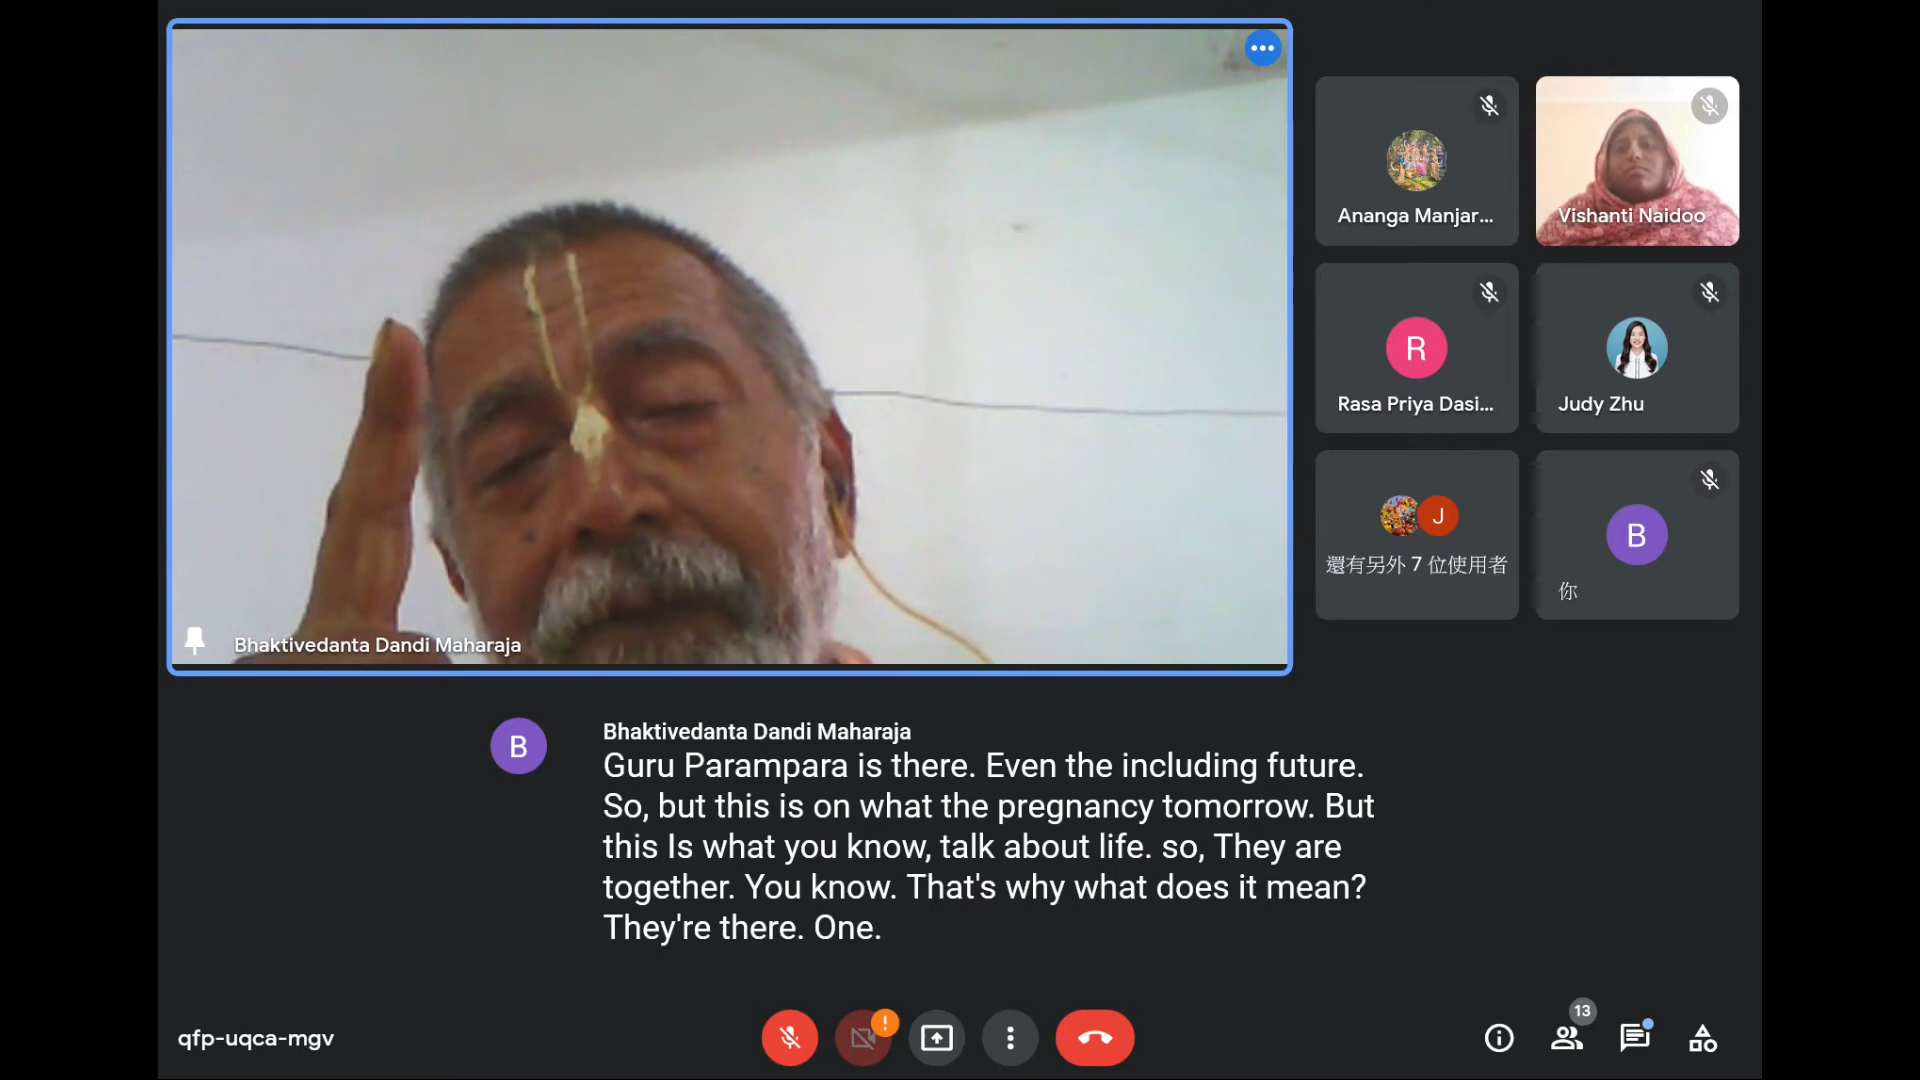 Ananga Manjar...
Vishanti Naidoo
R
Rasa Priya Dasi...
Judy Zhu
J
還有另外 7 位使用者
B
你
Bhaktivedanta Dandi Maharaja
B
Bhaktivedanta Dandi Maharaja
Guru Parampara is there. Even the including future.
So, but this is on what the pregnancy tomorrow. But
this Is what you know, talk about life. so, They are
together. You know. That's why what does it mean?
They're there. One.
qfp-uqca-mgv
!
13